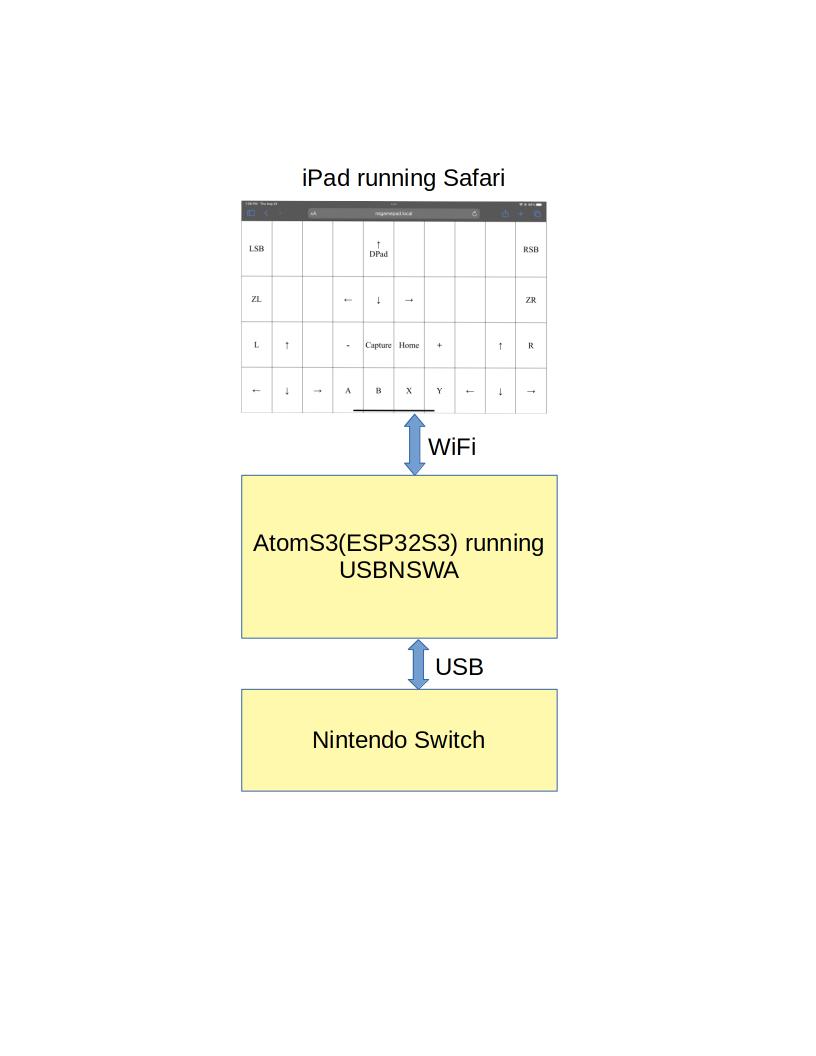 iPad running Safari
AA nsgamepad.local
LSB ↑ RSB
DPad
ZL ← ↓ → ZR
L ↑ - Capture Home + ↑ R
← ↓ → A B X Y ← ↓ →
WiFi
AtomS3(ESP32S3) running
USBNSWA
USB
Nintendo Switch